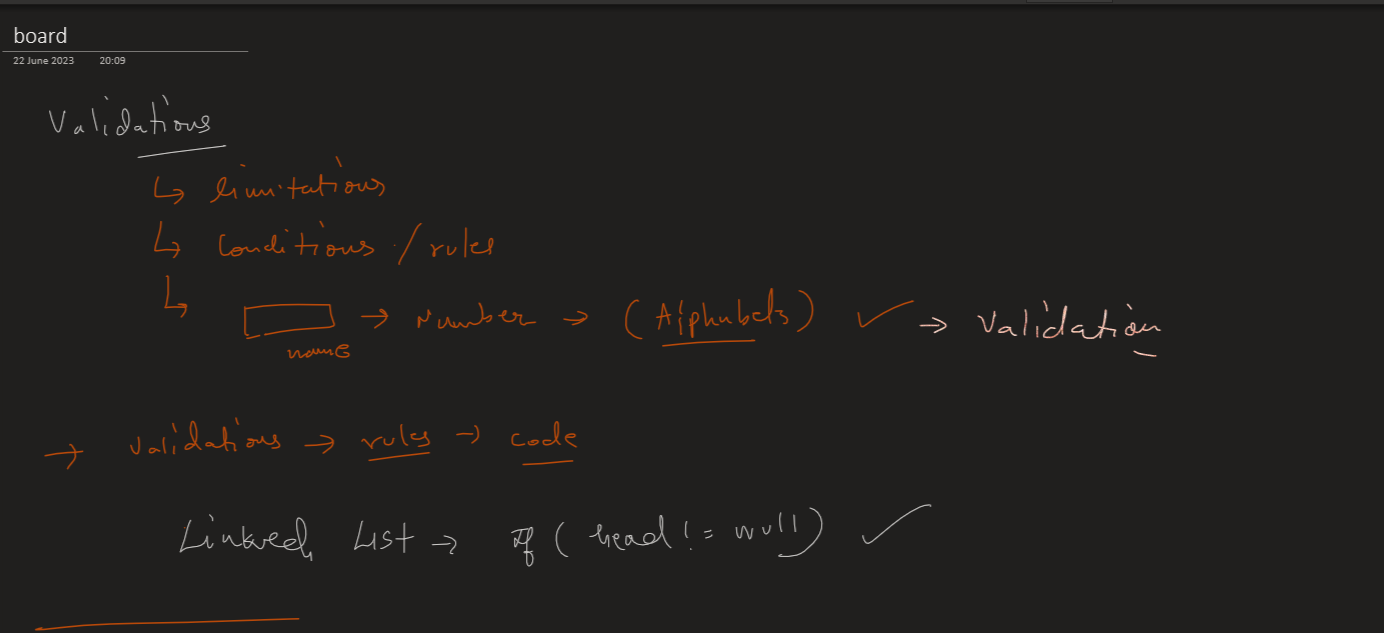 board
22 June 2023 20:09
Validations
↳ limitations
↳ Conditions / rules
↳ → Number → (Alphabets) ✓ → Validation
name
→ Validations → rules → code
Linked List → if (head != null) ✓